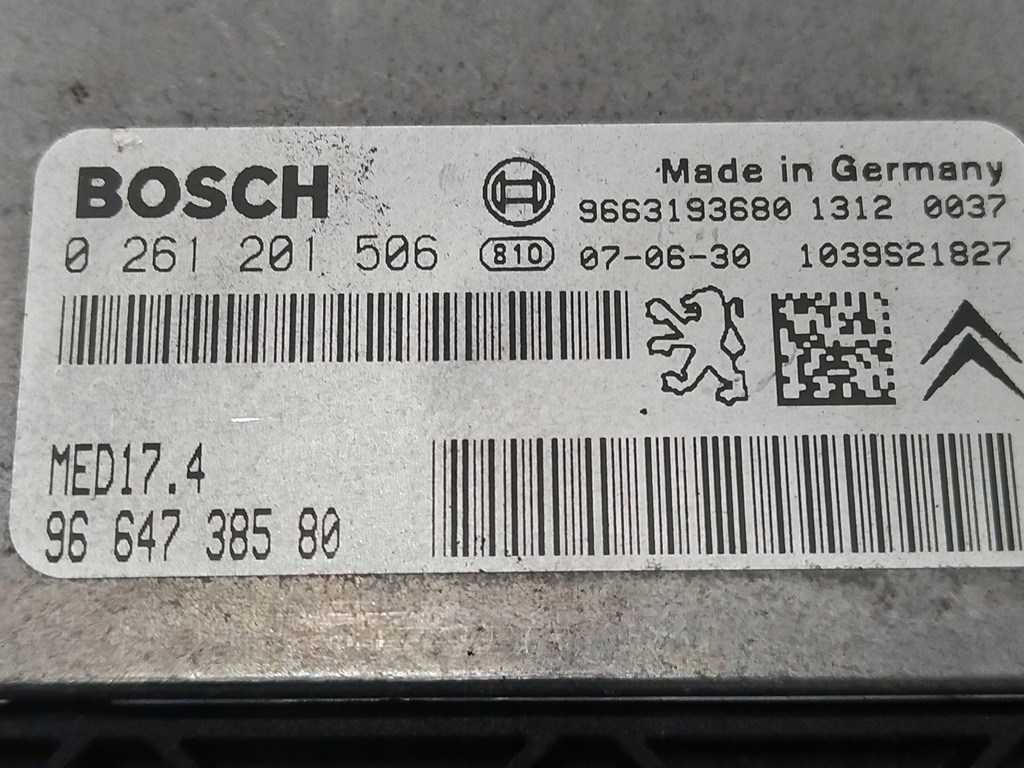 BOSCH
Made in Germany
9663193680 1312 0037
0 261 201 506
810
07-06-30 1039S21827
MED17.4
96 647 385 80